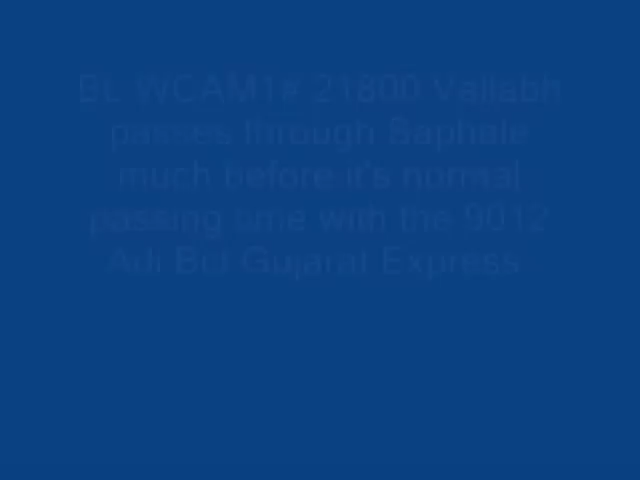 BL WCAM1# 21800 Vallabh
passes through Saphale
much before it's normal
passing time with the 9012
Adi Bct Gujarat Express